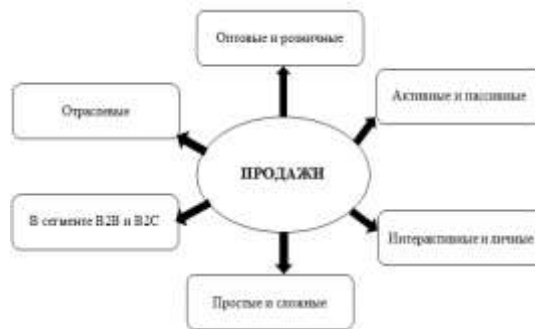 Оптовые и розничные
Активные и пассивные
Отраслевые
ПРОДАЖИ
В сегменте B2B и B2C
Интерактивные и личные
Простые и сложные